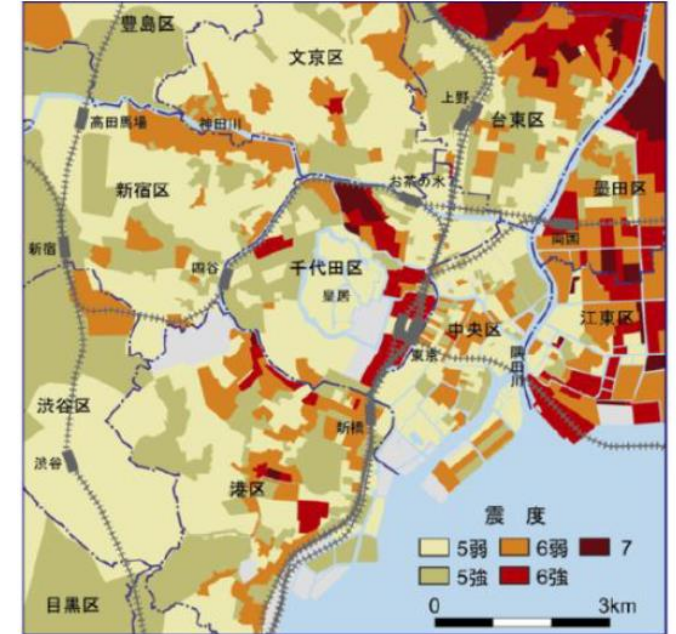 豊島区
文京区
上野
台東区
高田馬場
神田川
お茶の水
新宿区
墨田区
両国
新宿
四谷
千代田区
皇居
中央区
江東区
東京
隅田川
渋谷区
新橋
渋谷
港区
震 度
5弱 6弱 7
5強 6強
目黒区
0 3km